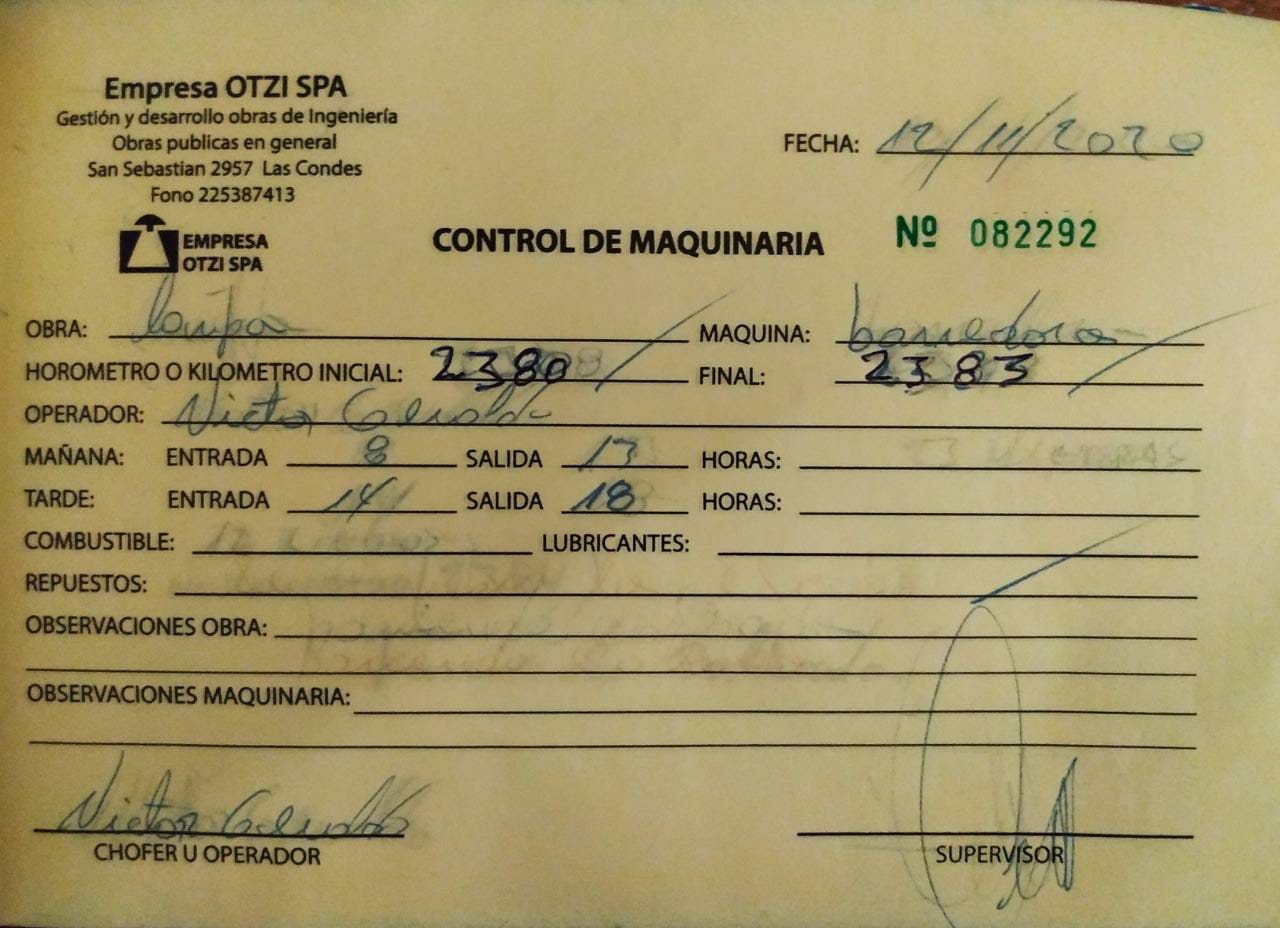 Empresa OTZI SPA
Gestión y desarrollo obras de Ingeniería
Obras publicas en general
San Sebastian 2957 Las Condes
Fono 225387413
FECHA: 12/11/2020
EMPRESA
OTZI SPA
CONTROL DE MAQUINARIA Nº 082292
OBRA: lampa MAQUINA: barredora
HOROMETRO O KILOMETRO INICIAL: 2380 FINAL: 2383
OPERADOR: Victor
MAÑANA: ENTRADA 8 SALIDA 13 HORAS:
TARDE: ENTRADA 14 SALIDA 18 HORAS:
COMBUSTIBLE: LUBRICANTES:
REPUESTOS:
OBSERVACIONES OBRA:
OBSERVACIONES MAQUINARIA:
Victor
CHOFER U OPERADOR SUPERVISOR